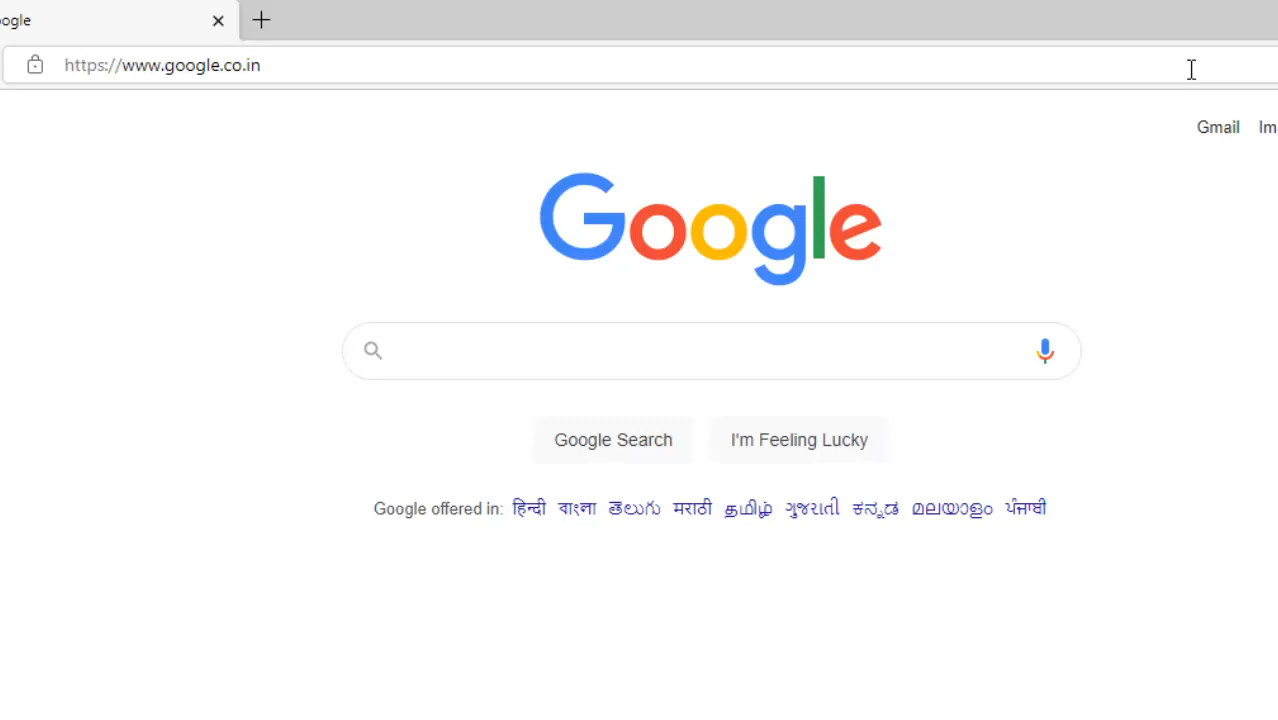 ogle
https://www.google.co.in
Gmail Im
Google
Google Search I'm Feeling Lucky
Google offered in: हिन्दी বাংলা తెలుగు मराठी தமிழ் ગુજરાતી ಕನ್ನಡ മലയാളം ਪੰਜਾਬੀ